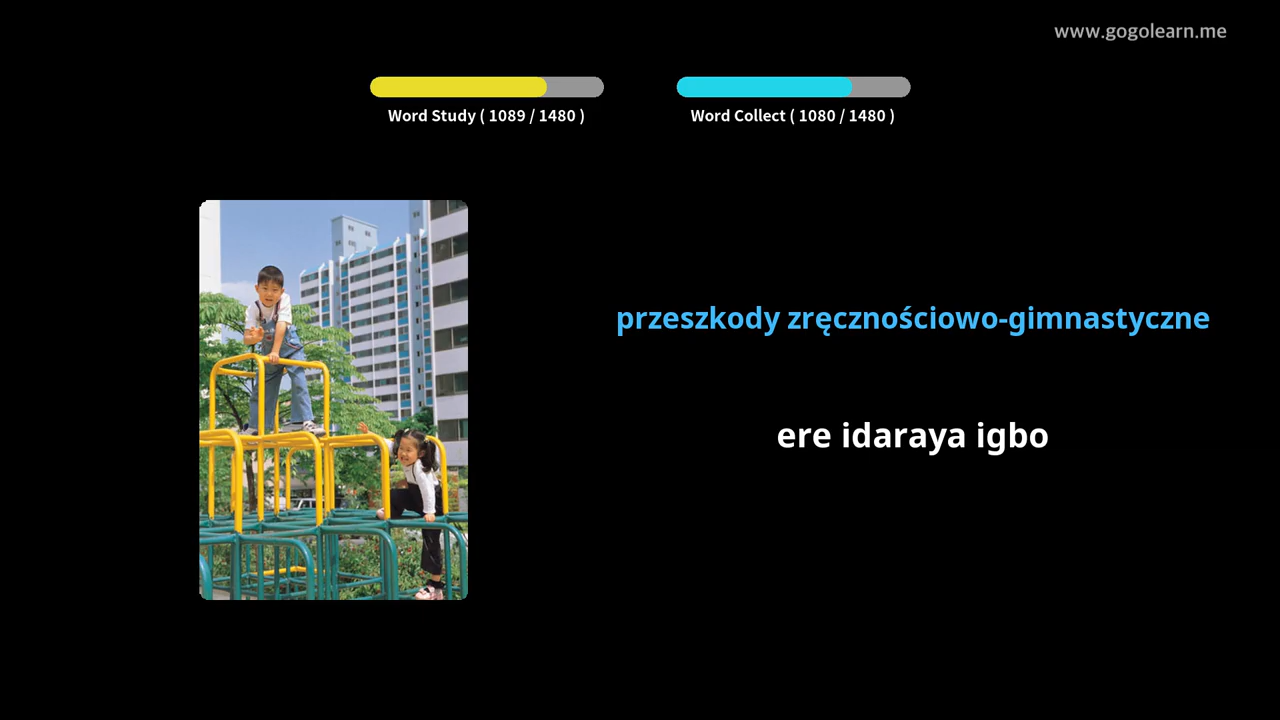 www.gogolearn.me
Word Study ( 1089 / 1480 )
Word Collect ( 1080 / 1480 )
przeszkody zręcznościowo-gimnastyczne
ere idaraya igbo